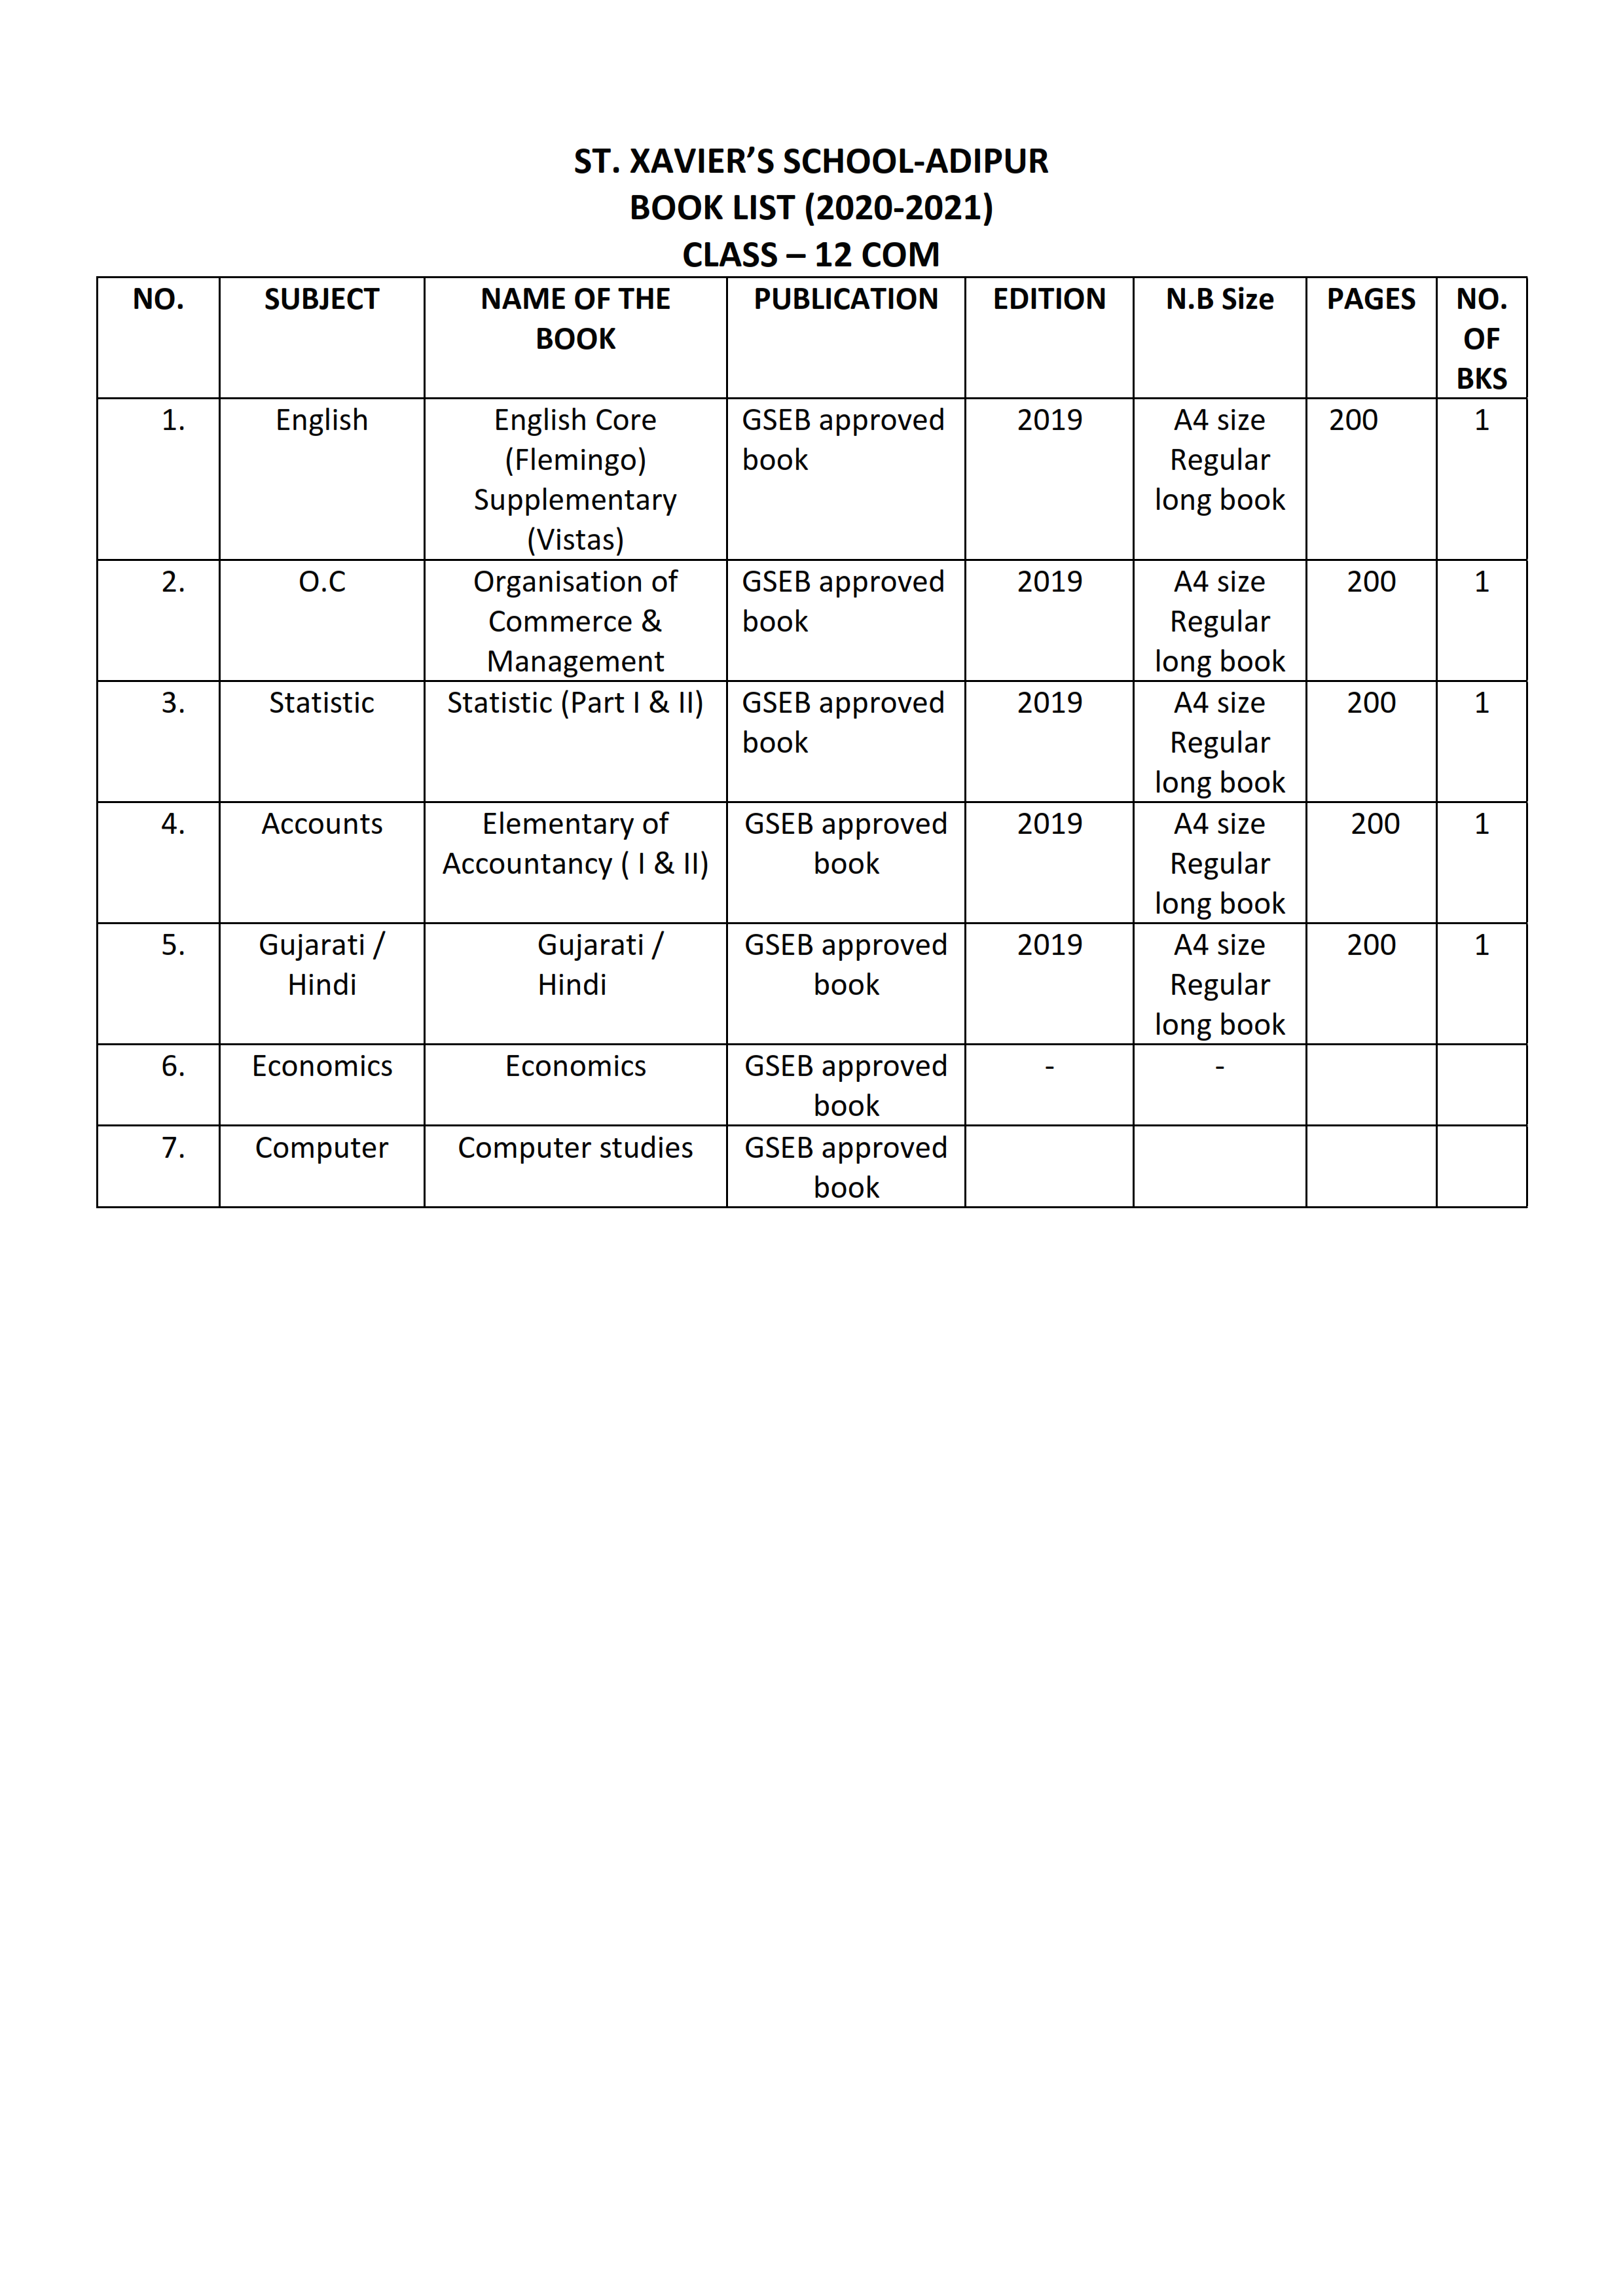 ST. XAVIER’S SCHOOL-ADIPUR
BOOK LIST (2020-2021)
CLASS – 12 COM
NO. SUBJECT NAME OF THE PUBLICATION EDITION N.B Size PAGES NO.
BOOK OF
BKS
1. English English Core GSEB approved 2019 A4 size 200 1
(Flemingo) book Regular
Supplementary long book
(Vistas)
2. O.C Organisation of GSEB approved 2019 A4 size 200 1
Commerce & book Regular
Management long book
3. Statistic Statistic (Part I & II) GSEB approved 2019 A4 size 200 1
book Regular
long book
4. Accounts Elementary of GSEB approved 2019 A4 size 200 1
Accountancy ( I & II) book Regular
long book
5. Gujarati / Gujarati / GSEB approved 2019 A4 size 200 1
Hindi Hindi book Regular
long book
6. Economics Economics GSEB approved - -
book
7. Computer Computer studies GSEB approved
book